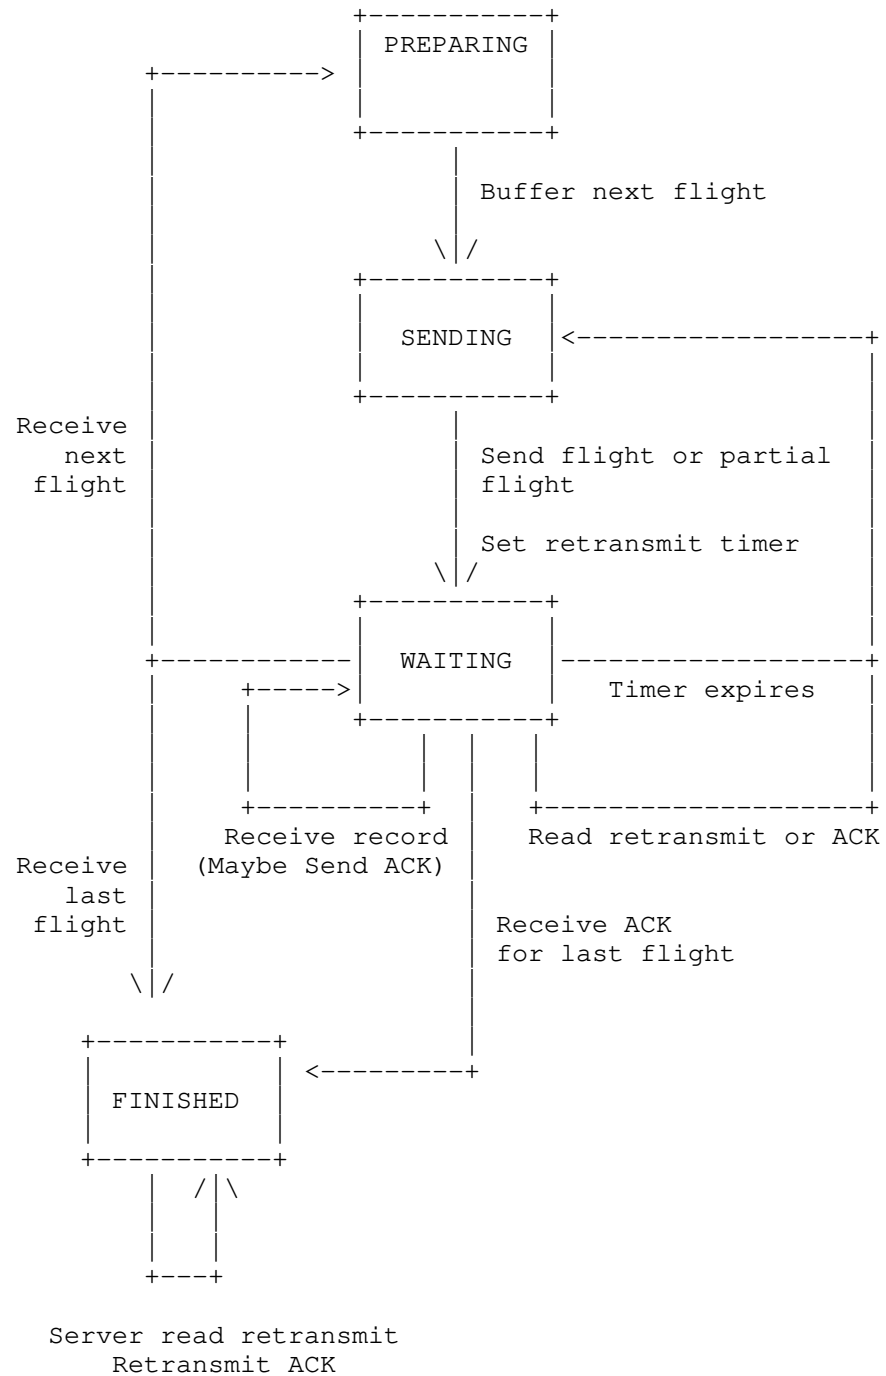 PREPARING
Buffer next flight
SENDING
Receive
next
flight
Send flight or partial
flight
Set retransmit timer
WAITING
Timer expires
Receive record
(Maybe Send ACK)
Read retransmit or ACK
Receive
last
flight
Receive ACK
for last flight
FINISHED
Server read retransmit
Retransmit ACK